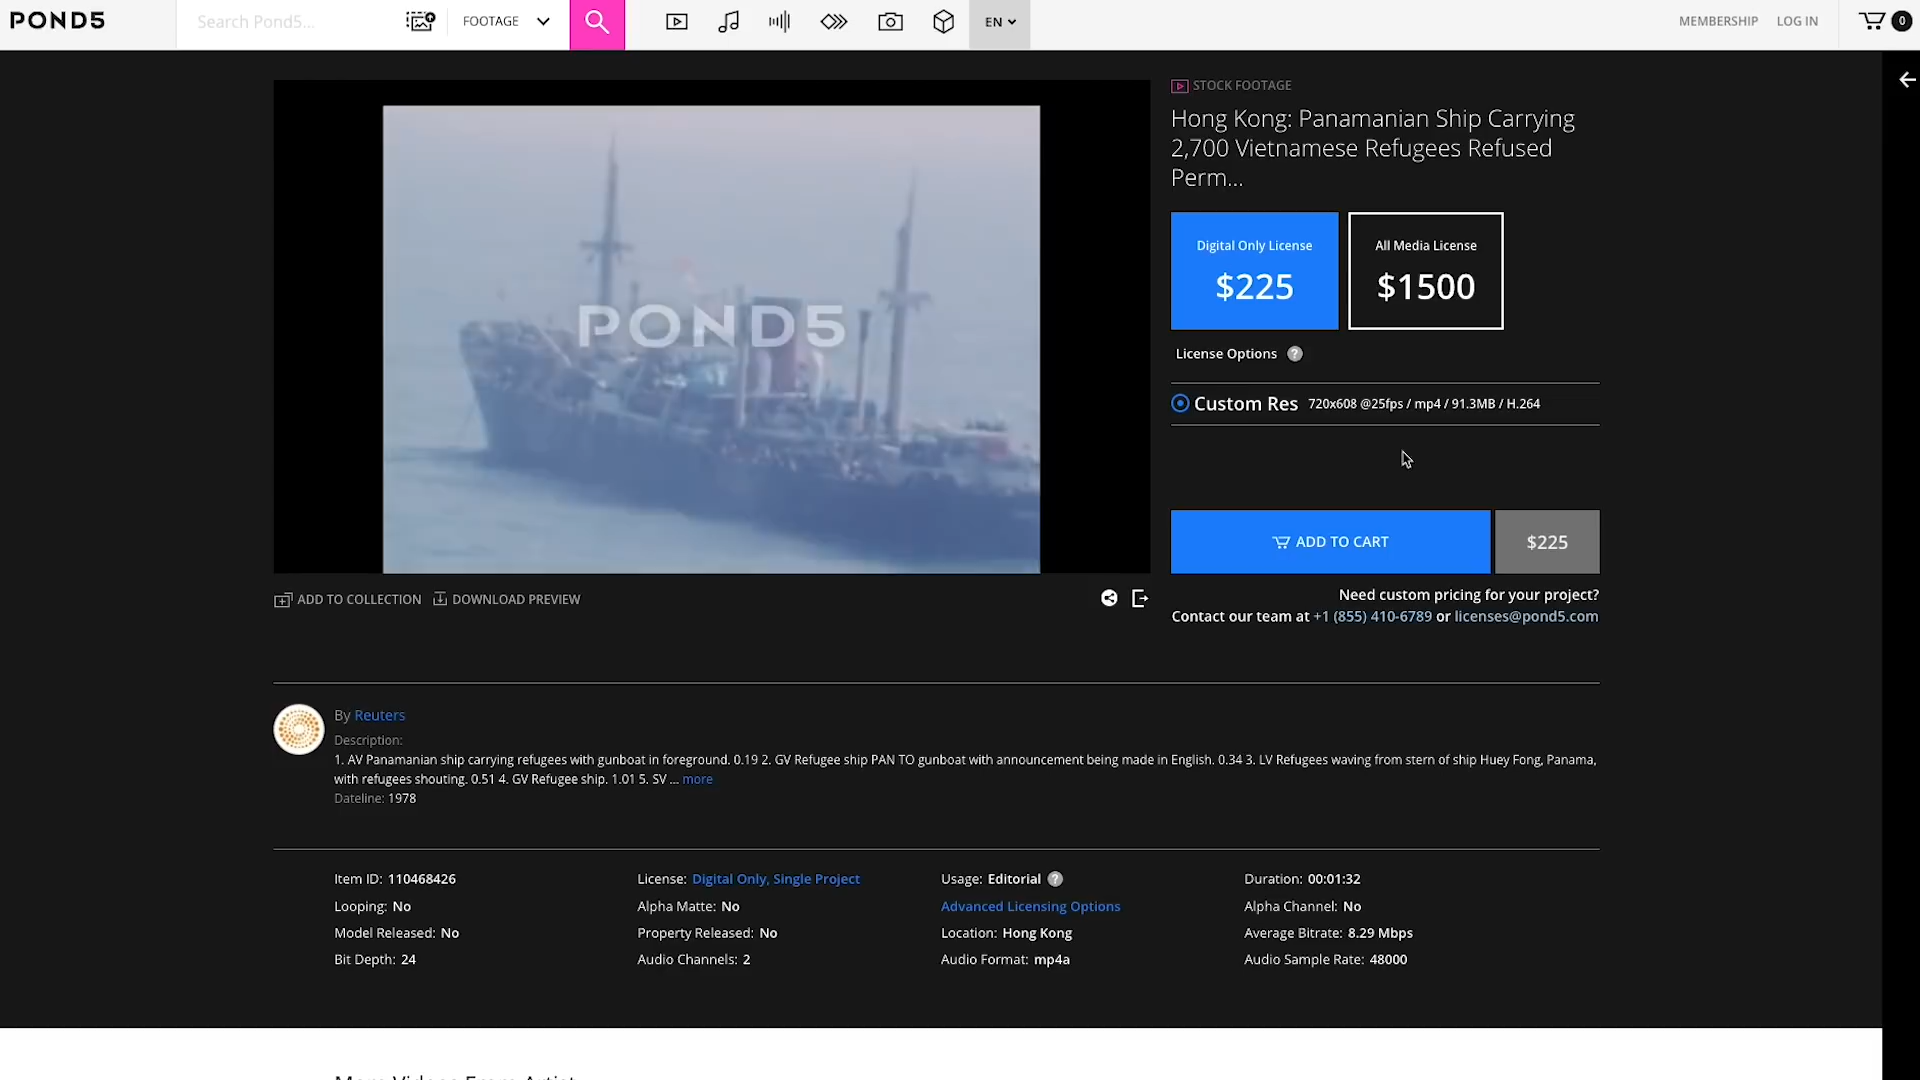 POND5
Search Pond5...
FOOTAGE
EN
MEMBERSHIP
LOG IN
0
STOCK FOOTAGE
Hong Kong: Panamanian Ship Carrying
2,700 Vietnamese Refugees Refused
Perm...
Digital Only License
$225
All Media License
$1500
License Options ?
Custom Res 720x608 @25fps / mp4 / 91.3MB / H.264
POND5
ADD TO CART
$225
ADD TO COLLECTION
DOWNLOAD PREVIEW
Need custom pricing for your project?
Contact our team at +1 (855) 410-6789 or licenses@pond5.com
By Reuters
Description:
1. AV Panamanian ship carrying refugees with gunboat in foreground. 0.19 2. GV Refugee ship PAN TO gunboat with announcement being made in English. 0.34 3. LV Refugees waving from stern of ship Huey Fong, Panama,
with refugees shouting. 0.51 4. GV Refugee ship. 1.01 5. SV ... more
Dateline: 1978
Item ID: 110468426
License: Digital Only, Single Project
Usage: Editorial ?
Duration: 00:01:32
Looping: No
Alpha Matte: No
Advanced Licensing Options
Alpha Channel: No
Model Released: No
Property Released: No
Location: Hong Kong
Average Bitrate: 8.29 Mbps
Bit Depth: 24
Audio Channels: 2
Audio Format: mp4a
Audio Sample Rate: 48000
More Videos From Artist